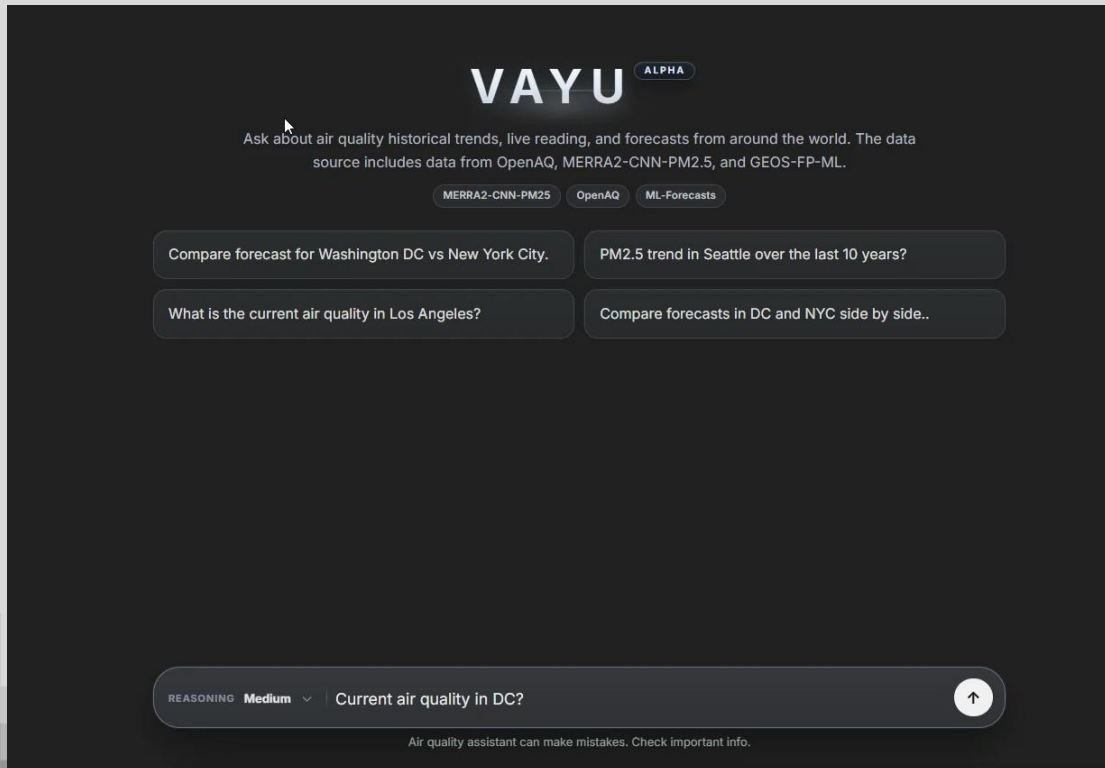 VAYU ALPHA
Ask about air quality historical trends, live reading, and forecasts from around the world. The data
source includes data from OpenAQ, MERRA2-CNN-PM2.5, and GEOS-FP-ML.
MERRA2-CNN-PM25 OpenAQ ML-Forecasts
Compare forecast for Washington DC vs New York City.
PM2.5 trend in Seattle over the last 10 years?
What is the current air quality in Los Angeles?
Compare forecasts in DC and NYC side by side..
REASONING Medium Current air quality in DC?
Air quality assistant can make mistakes. Check important info.